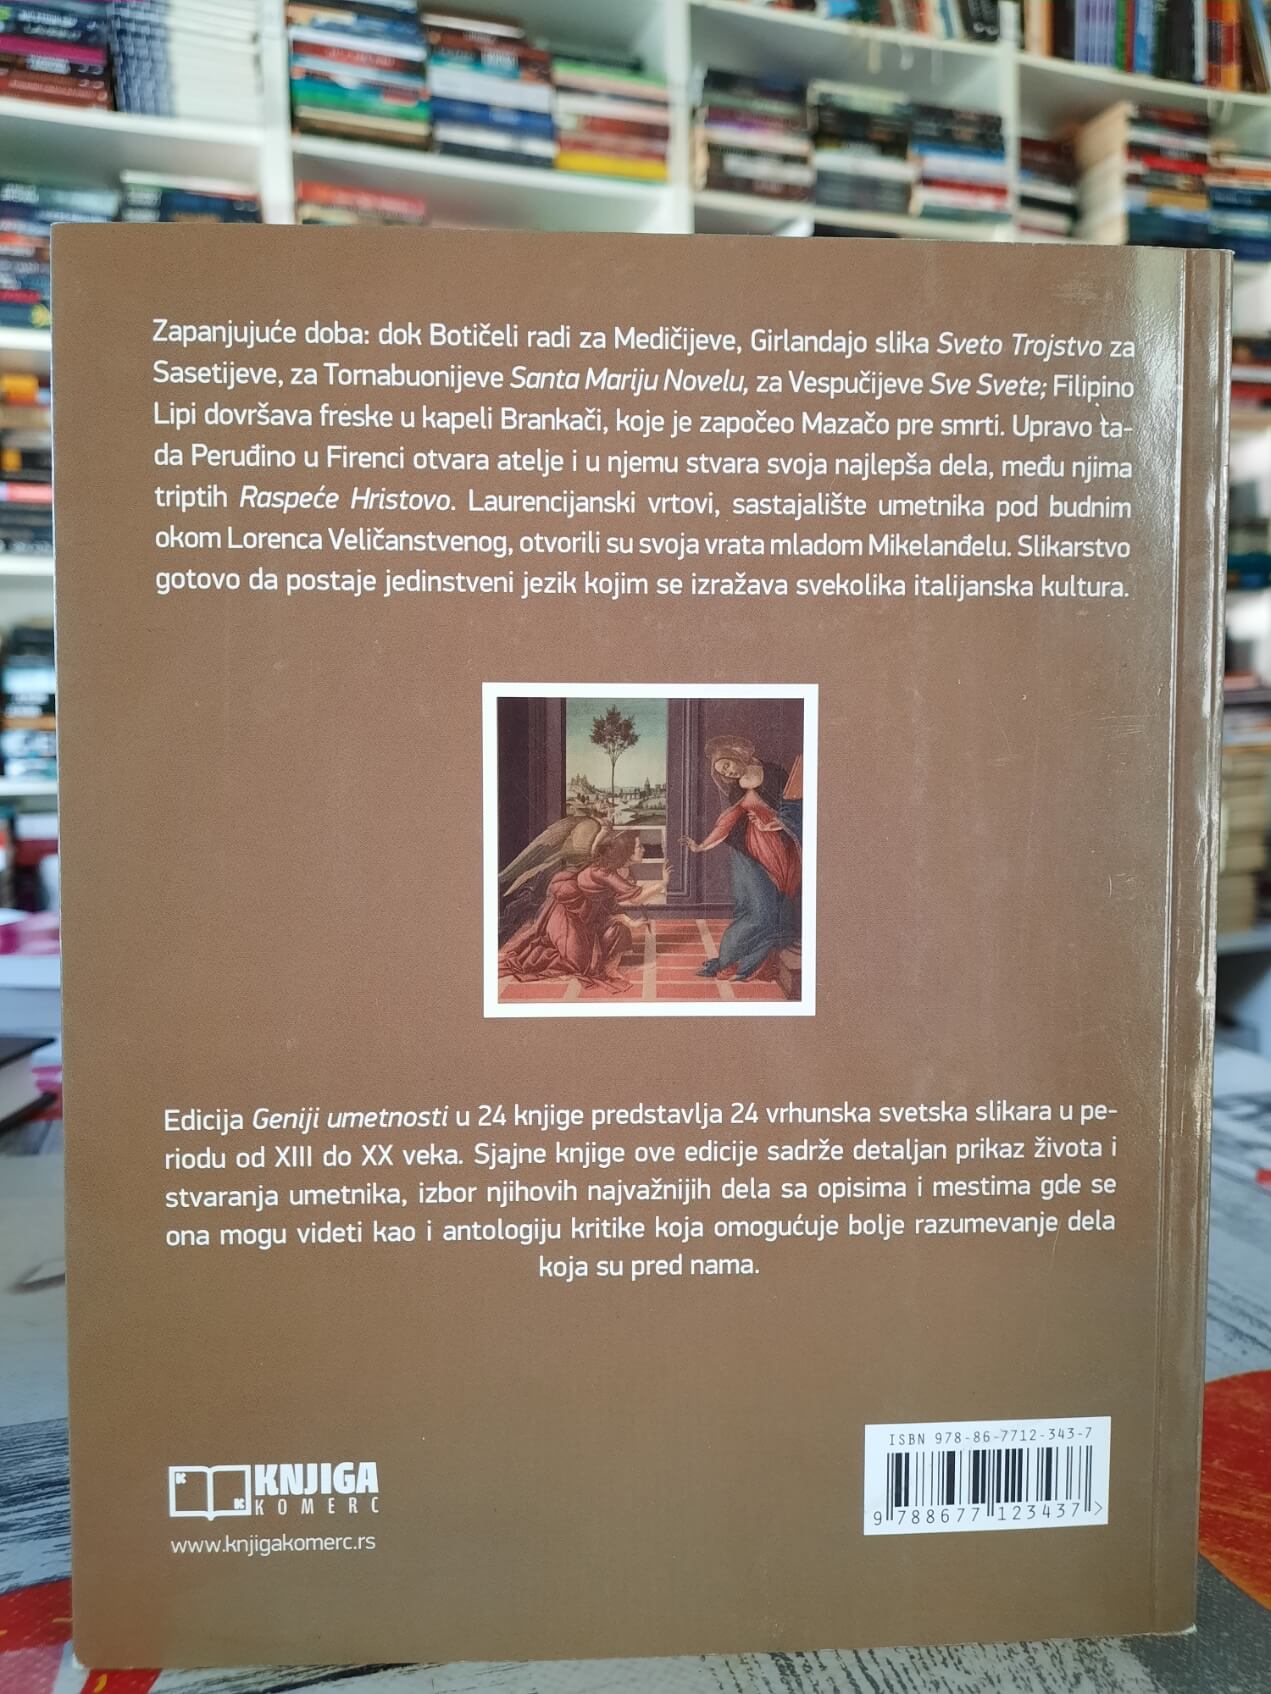 Zapanjujuće doba: dok Botičeli radi za Medičijeve, Girlandajo slika Sveto Trojstvo za
Sasetijeve, za Tornabuonijeve Santa Mariju Novelu, za Vespučijeve Sve Svete; Filipino
Lipi dovršava freske u kapeli Brankači, koje je započeo Mazačo pre smrti. Upravo ta-
da Peruđino u Firenci otvara atelje i u njemu stvara svoja najlepša dela, među njima
triptih Raspeće Hristovo. Laurencijanski vrtovi, sastajalište umetnika pod budnim
okom Lorenca Veličanstvenog, otvorili su svoja vrata mladom Mikelanđelu. Slikarstvo
gotovo da postaje jedinstveni jezik kojim se izražava svekolika italijanska kultura.
Edicija Geniji umetnosti u 24 knjige predstavlja 24 vrhunska svetska slikara u pe-
riodu od XIII do XX veka. Sjajne knjige ove edicije sadrže detaljan prikaz života i
stvaranja umetnika, izbor njihovih najvažnijih dela sa opisima i mestima gde se
ona mogu videti kao i antologiju kritike koja omogućuje bolje razumevanje dela
koja su pred nama.
KNJIGA
KOMERC
www.knjigakomerc.rs
ISBN 978-86-7712-343-7
9 788677 123437 >